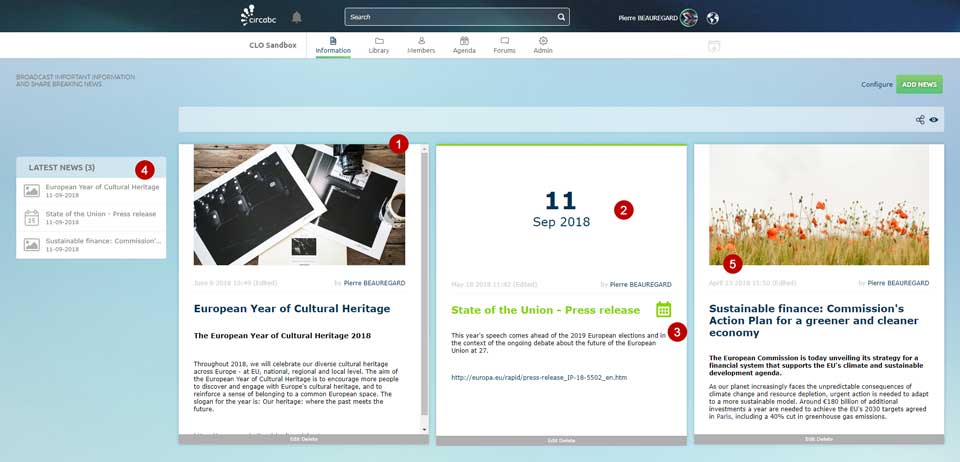 circabc
Search
Pierre BEAUREGARD
CLO Sandbox
Information
Library
Members
Agenda
Forums
Admin
BROADCAST IMPORTANT INFORMATION
AND SHARE BREAKING NEWS
Configure
ADD NEWS
LATEST NEWS (3)
4
European Year of Cultural Heritage
11-09-2018
25
State of the Union - Press release
11-09-2018
Sustainable finance: Commission'...
11-09-2018
1
June 6 2018 10:49 (Edited)
by Pierre BEAUREGARD
European Year of Cultural Heritage
The European Year of Cultural Heritage 2018
Throughout 2018, we will celebrate our diverse cultural heritage
across Europe - at EU, national, regional and local level. The aim of
the European Year of Cultural Heritage is to encourage more people
to discover and engage with Europe's cultural heritage, and to
reinforce a sense of belonging to a common European space. The
slogan for the year is: Our heritage: where the past meets the
future.
Edit Delete
11
Sep 2018
2
May 18 2018 11:42 (Edited)
by Pierre BEAUREGARD
State of the Union - Press release
3
This year's speech comes ahead of the 2019 European elections and in
the context of the ongoing debate about the future of the European
Union at 27.
http://europa.eu/rapid/press-release_IP-18-5502_en.htm
Edit Delete
5
April 13 2018 15:50 (Edited)
by Pierre BEAUREGARD
Sustainable finance: Commission's
Action Plan for a greener and cleaner
economy
The European Commission is today unveiling its strategy for a
financial system that supports the EU's climate and sustainable
development agenda.
As our planet increasingly faces the unpredictable consequences of
climate change and resource depletion, urgent action is needed to adapt
to a more sustainable model. Around €180 billion of additional
investments a year are needed to achieve the EU's 2030 targets agreed
in Paris, including a 40% cut in greenhouse gas emissions.
Edit Delete